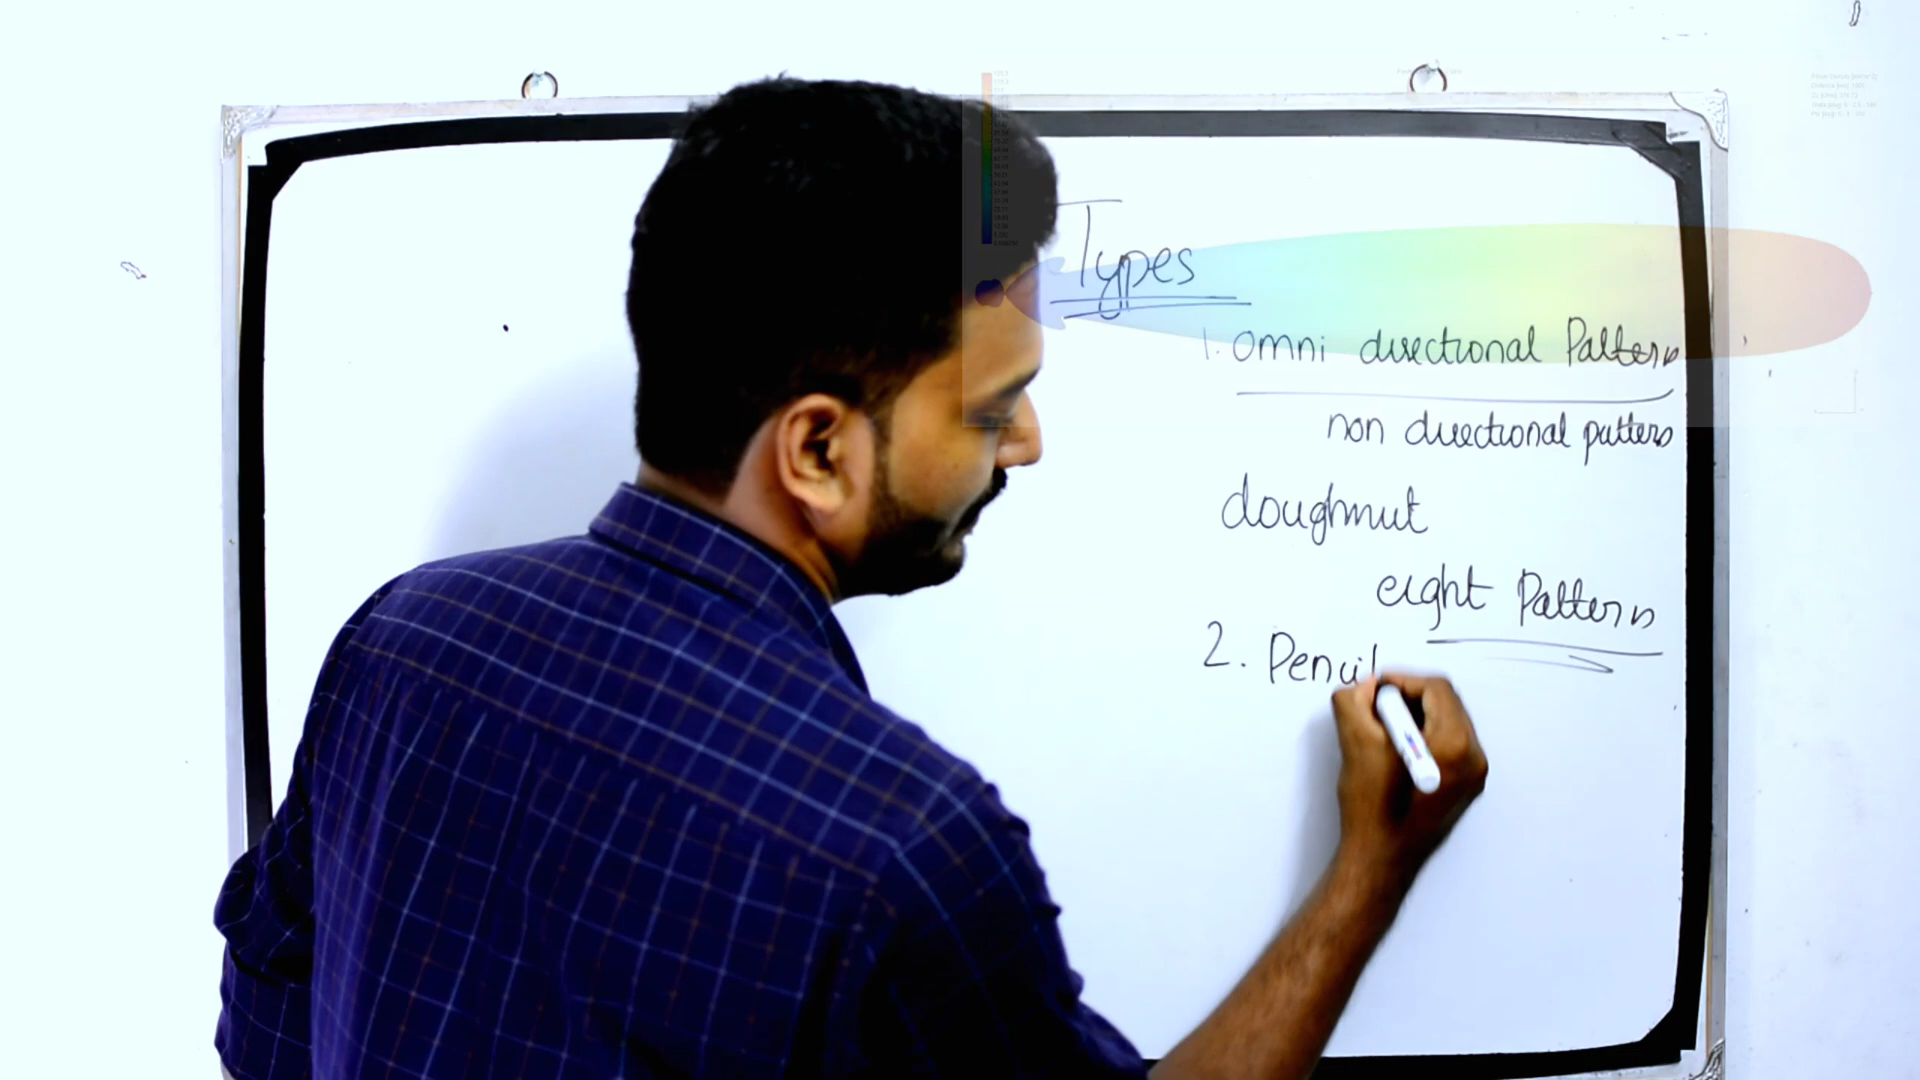 Types
1. Omni directional Pattern
non directional pattern
doughnut
eight Pattern
2. Pencil